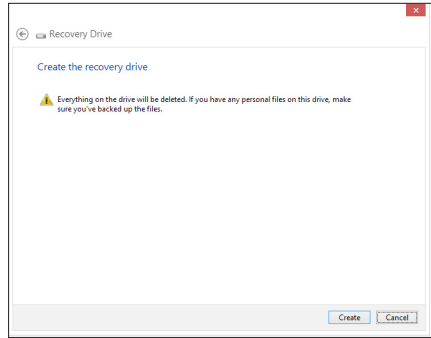 Recovery Drive
Create the recovery drive
Everything on the drive will be deleted. If you have any personal files on this drive, make
sure you've backed up the files.
Create Cancel